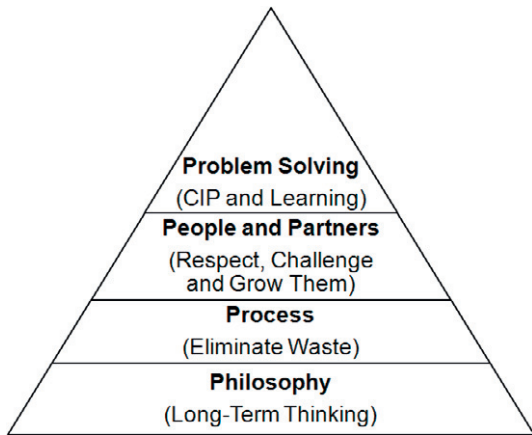 Problem Solving
(CIP and Learning)
People and Partners
(Respect, Challenge
and Grow Them)
Process
(Eliminate Waste)
Philosophy
(Long-Term Thinking)